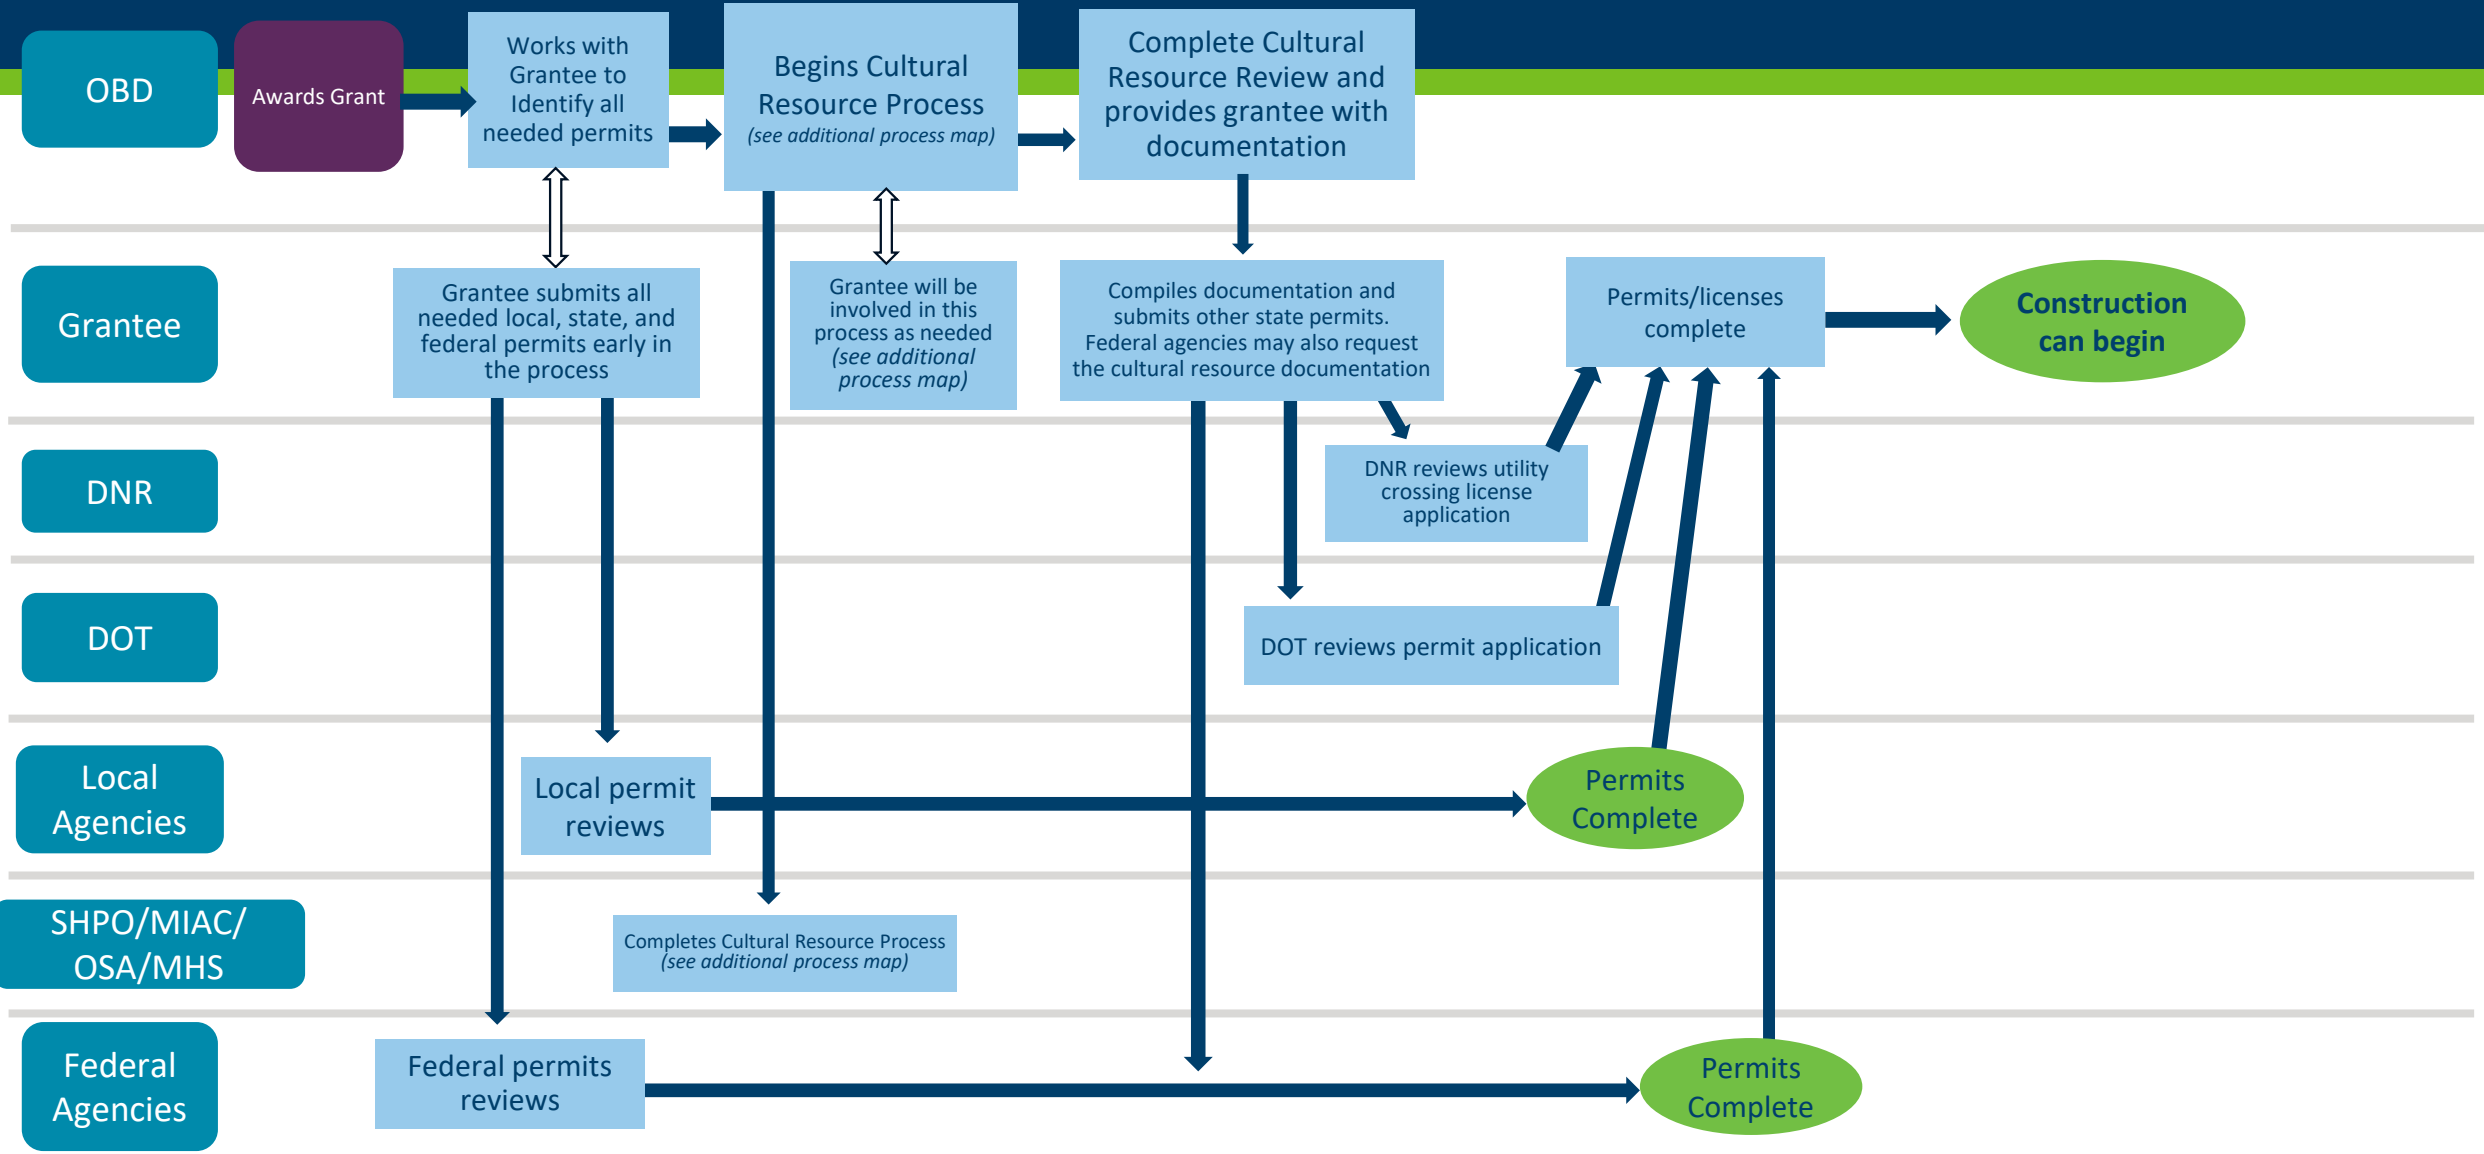 OBD
Awards Grant
Works with
Grantee to
Identify all
needed permits
Begins Cultural
Resource Process
(see additional process map)
Complete Cultural
Resource Review and
provides grantee with
documentation
Grantee
Grantee submits all
needed local, state, and
federal permits early in
the process
Grantee will be
involved in this
process as needed
(see additional
process map)
Compiles documentation and
submits other state permits.
Federal agencies may also request
the cultural resource documentation
Permits/licenses
complete
Construction
can begin
DNR
DNR reviews utility
crossing license
application
DOT
DOT reviews permit application
Local
Agencies
Local permit
reviews
Permits
Complete
SHPO/MIAC/
OSA/MHS
Completes Cultural Resource Process
(see additional process map)
Federal
Agencies
Federal permits
reviews
Permits
Complete